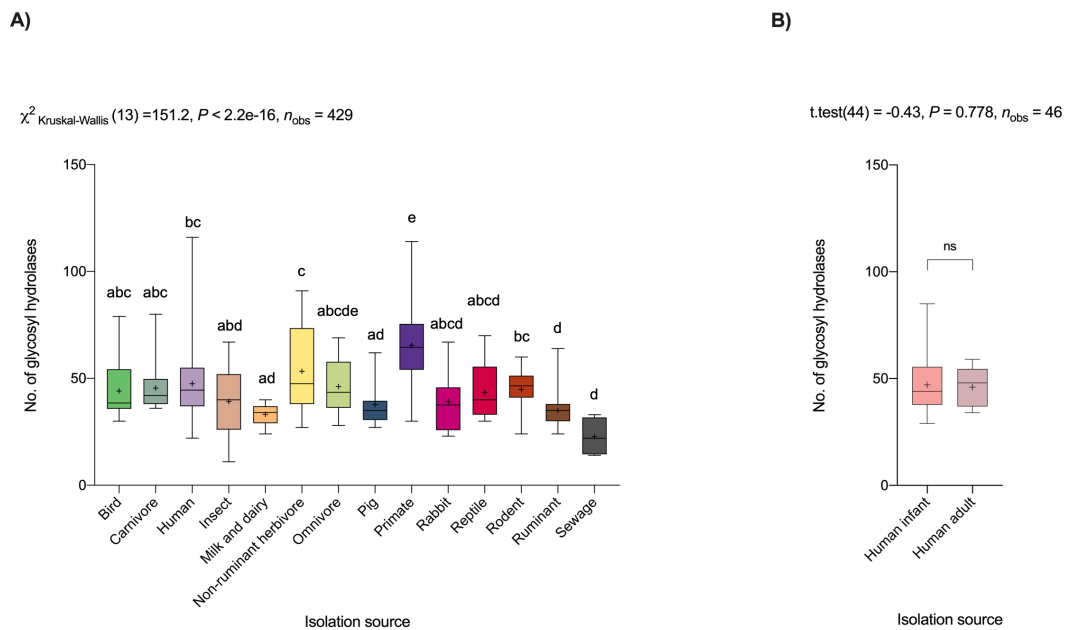 A)
B)
χ2 Kruskal-Wallis (13) =151.2, P < 2.2e-16, nobs = 429
t.test(44) = -0.43, P = 0.778, nobs = 46
No. of glycosyl hydrolases
150
100
50
0
abc
abc
bc
abd
ad
c
abcde
ad
e
abcd
abcd
bc
d
d
Bird
Carnivore
Human
Insect
Milk and dairy
Non-ruminant herbivore
Omnivore
Pig
Primate
Rabbit
Reptile
Rodent
Ruminant
Sewage
Isolation source
No. of glycosyl hydrolases
150
100
50
0
ns
Human infant
Human adult
Isolation source